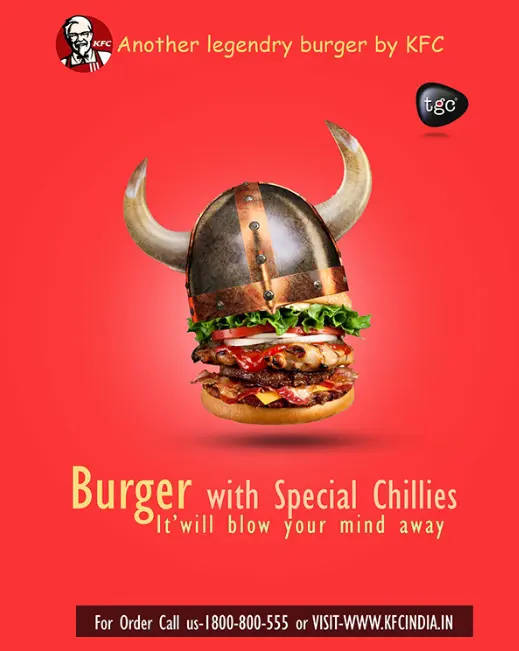 KFC
Another legendry burger by KFC
tgc
Burger with Special Chillies
It'will blow your mind away
For Order Call us-1800-800-555 or VISIT-WWW.KFCINDIA.IN